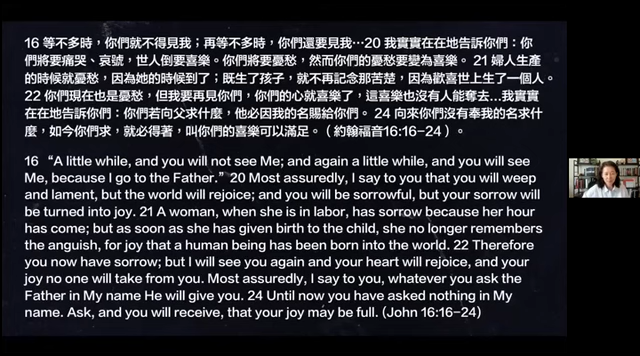 16 等不多時，你們就不得見我；再等不多時，你們還要見我…20 我實實在在地告訴你們：你
們將要痛哭、哀號，世人倒要喜樂。你們將要憂愁，然而你們的憂愁要變為喜樂。 21 婦人生產
的時候就憂愁，因為她的時候到了；既生了孩子，就不再記念那苦楚，因為歡喜世上生了一個人。
22 你們現在也是憂愁，但我要再見你們，你們的心就喜樂了，這喜樂也沒有人能奪去...我實實
在在地告訴你們：你們若向父求什麼，他必因我的名賜給你們。 24 向來你們沒有奉我的名求什
麼，如今你們求，就必得著，叫你們的喜樂可以滿足。（約翰福音16:16-24）。
16 “A little while, and you will not see Me; and again a little while, and you will see
Me, because I go to the Father.” 20 Most assuredly, I say to you that you will weep
and lament, but the world will rejoice; and you will be sorrowful, but your sorrow will
be turned into joy. 21 A woman, when she is in labor, has sorrow because her hour
has come; but as soon as she has given birth to the child, she no longer remembers
the anguish, for joy that a human being has been born into the world. 22 Therefore
you now have sorrow; but I will see you again and your heart will rejoice, and your
joy no one will take from you. Most assuredly, I say to you, whatever you ask the
Father in My name He will give you. 24 Until now you have asked nothing in My
name. Ask, and you will receive, that your joy may be full. (John 16:16-24)